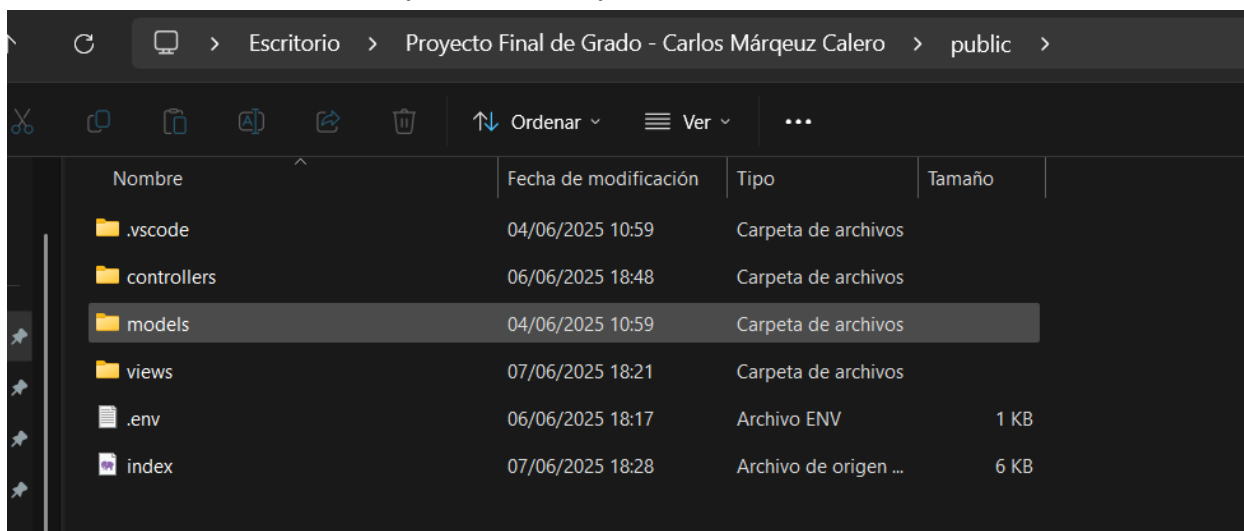 Escritorio > Proyecto Final de Grado - Carlos Márqeuz Calero > public >
Ordenar Ver ...
Nombre Fecha de modificación Tipo Tamaño
.vscode 04/06/2025 10:59 Carpeta de archivos
controllers 06/06/2025 18:48 Carpeta de archivos
models 04/06/2025 10:59 Carpeta de archivos
views 07/06/2025 18:21 Carpeta de archivos
.env 06/06/2025 18:17 Archivo ENV 1 KB
index 07/06/2025 18:28 Archivo de origen ... 6 KB